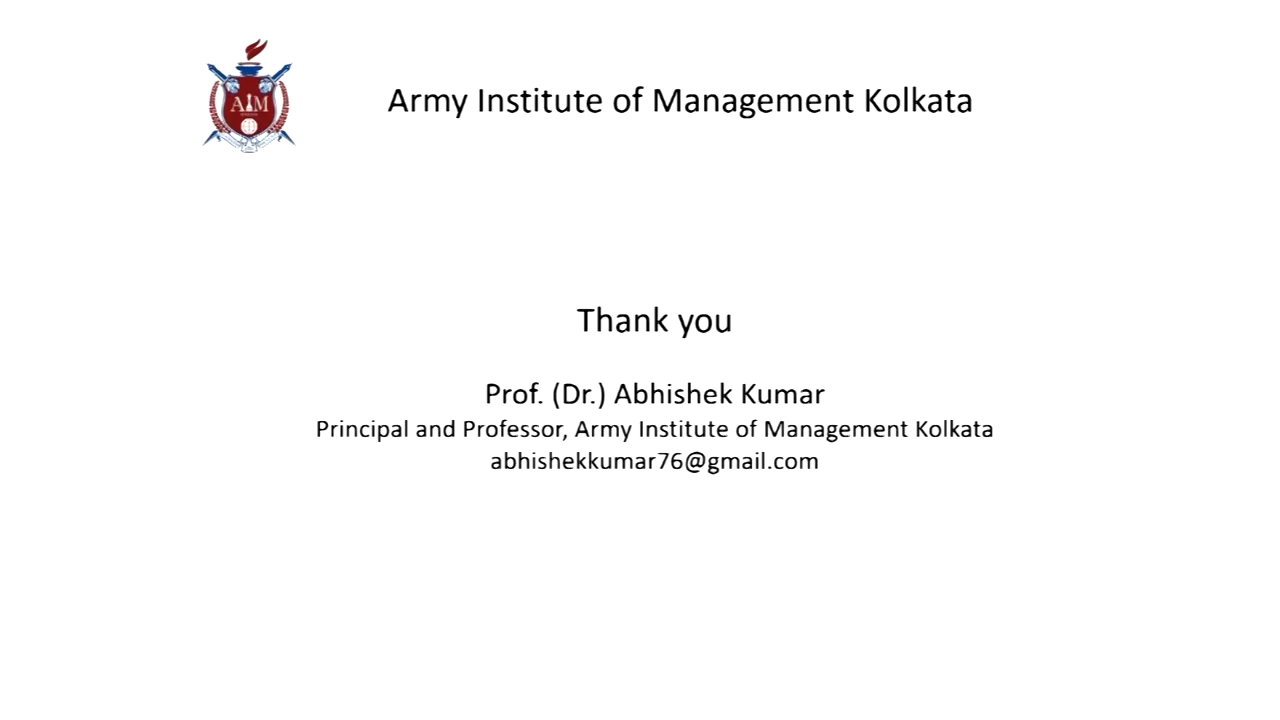 AIM
Army Institute of Management Kolkata
Thank you
Prof. (Dr.) Abhishek Kumar
Principal and Professor, Army Institute of Management Kolkata
abhishekkumar76@gmail.com